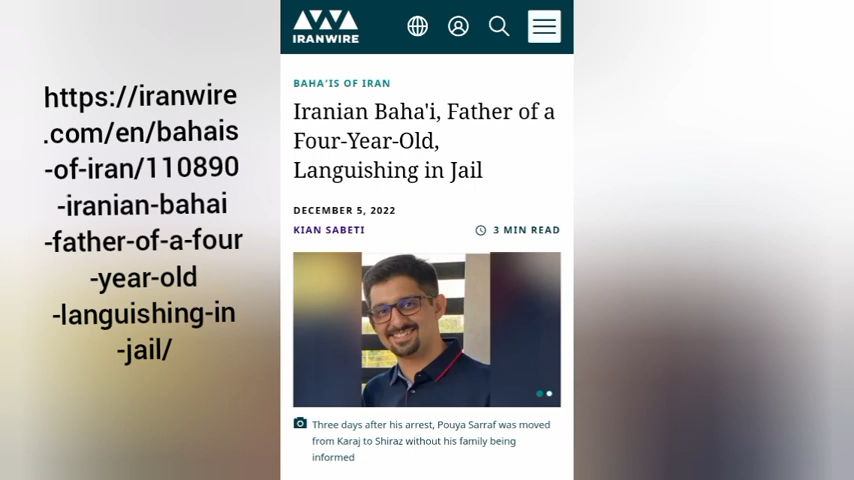 https://iranwire
.com/en/bahais
-of-iran/110890
-iranian-bahai
-father-of-a-four
-year-old
-languishing-in
-jail/
IRANWIRE
BAHA'IS OF IRAN
Iranian Baha'i, Father of a
Four-Year-Old,
Languishing in Jail
DECEMBER 5, 2022
KIAN SABETI
3 MIN READ
Three days after his arrest, Pouya Sarraf was moved
from Karaj to Shiraz without his family being
informed